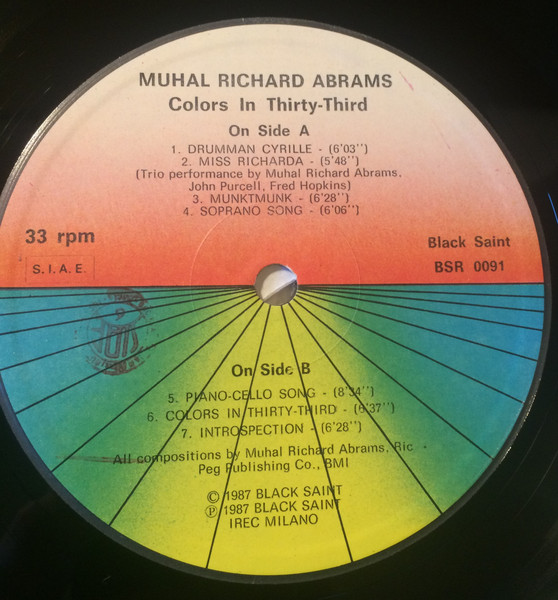 MUHAL RICHARD ABRAMS
Colors In Thirty-Third
On Side A
1. DRUMMAN CYRILLE - (6'03'')
2. MISS RICHARDA - (5'48'')
(Trio performance by Muhal Richard Abrams,
John Purcell, Fred Hopkins)
3. MUNKTMUNK - (6'28'')
4. SOPRANO SONG - (6'06'')
33 rpm
S.I.A.E.
Black Saint
BSR 0091
On Side B
5. PIANO-CELLO SONG - (8'34'')
6. COLORS IN THIRTY-THIRD - (6'37'')
7. INTROSPECTION - (6'28'')
All compositions by Muhal Richard Abrams, Ric -
Peg Publishing Co., BMI
© 1987 BLACK SAINT
℗ 1987 BLACK SAINT
IREC MILANO